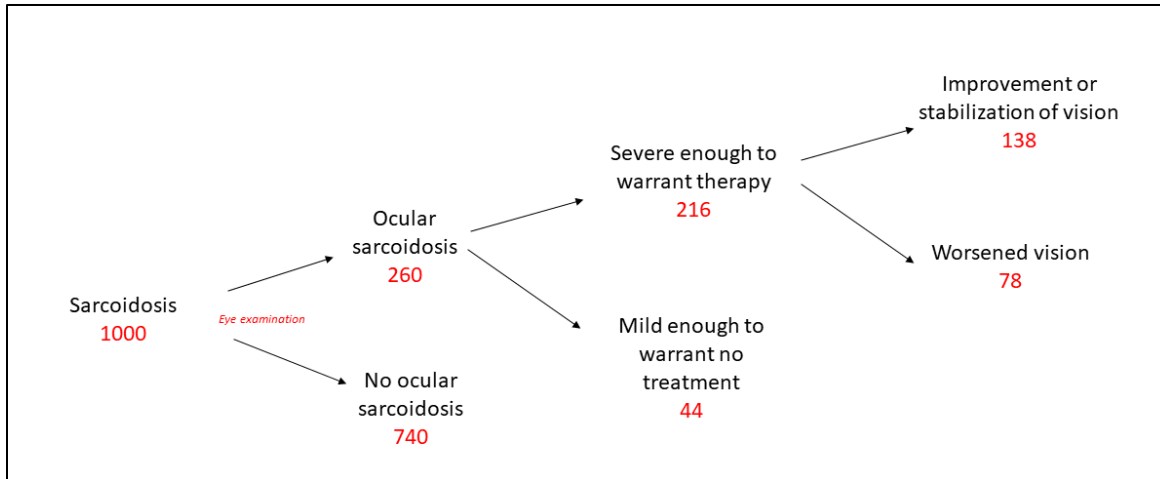 Sarcoidosis
1000
Eye examination
Ocular
sarcoidosis
260
No ocular
sarcoidosis
740
Severe enough to
warrant therapy
216
Mild enough to
warrant no
treatment
44
Improvement or
stabilization of vision
138
Worsened vision
78